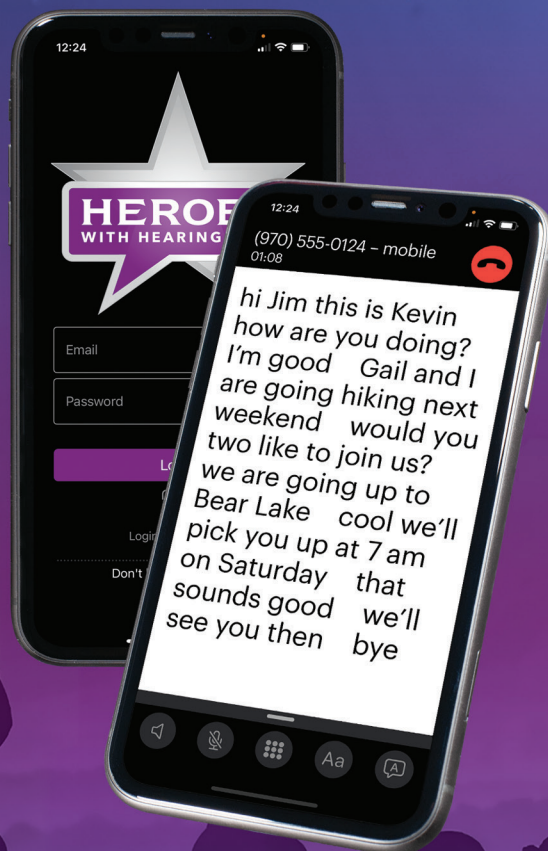 12:24
HEROE
WITH HEARING
Email
Password
Lo
Login
Don't
12:24
(970) 555-0124 – mobile
01:08
hi Jim this is Kevin
how are you doing?
I'm good Gail and I
are going hiking next
weekend would you
two like to join us?
we are going up to
Bear Lake cool we'll
pick you up at 7 am
on Saturday that
sounds good we'll
see you then bye
Aa
A